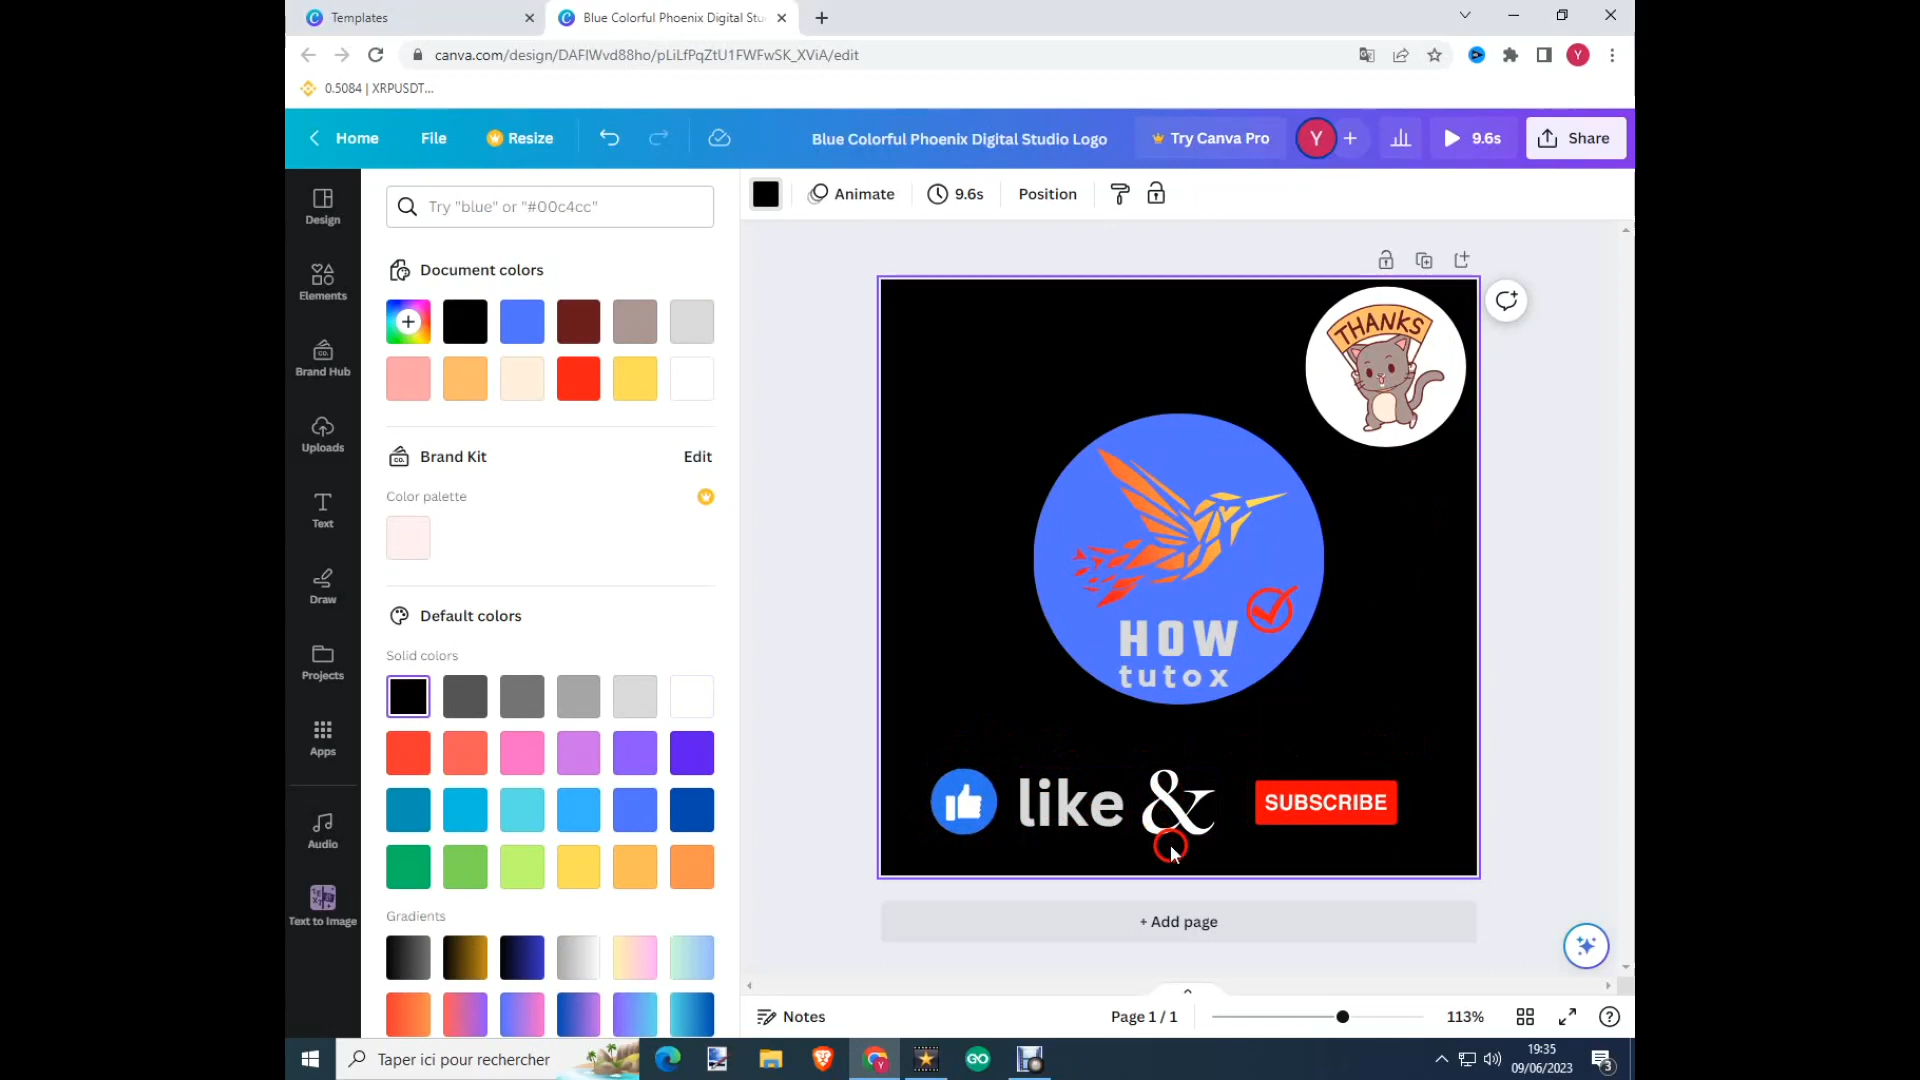 Templates
Blue Colorful Phoenix Digital Stu
canva.com/design/DAFIWvd88ho/pLiLfPqZtU1FWFwSK_XViA/edit
Y
0.5084 | XRPUSDT...
Home
File
Resize
Blue Colorful Phoenix Digital Studio Logo
Try Canva Pro
Y
9.6s
Share
Animate
9.6s
Position
Design
Elements
Brand Hub
Uploads
Text
Draw
Projects
Apps
Audio
Text to Image
Try "blue" or "#00c4cc"
Document colors
Brand Kit
Edit
Color palette
Default colors
Solid colors
Gradients
THANKS
HOW
tutox
like &
SUBSCRIBE
+ Add page
Notes
Page 1 / 1
113%
Taper ici pour rechercher
19:35
09/06/2023
3